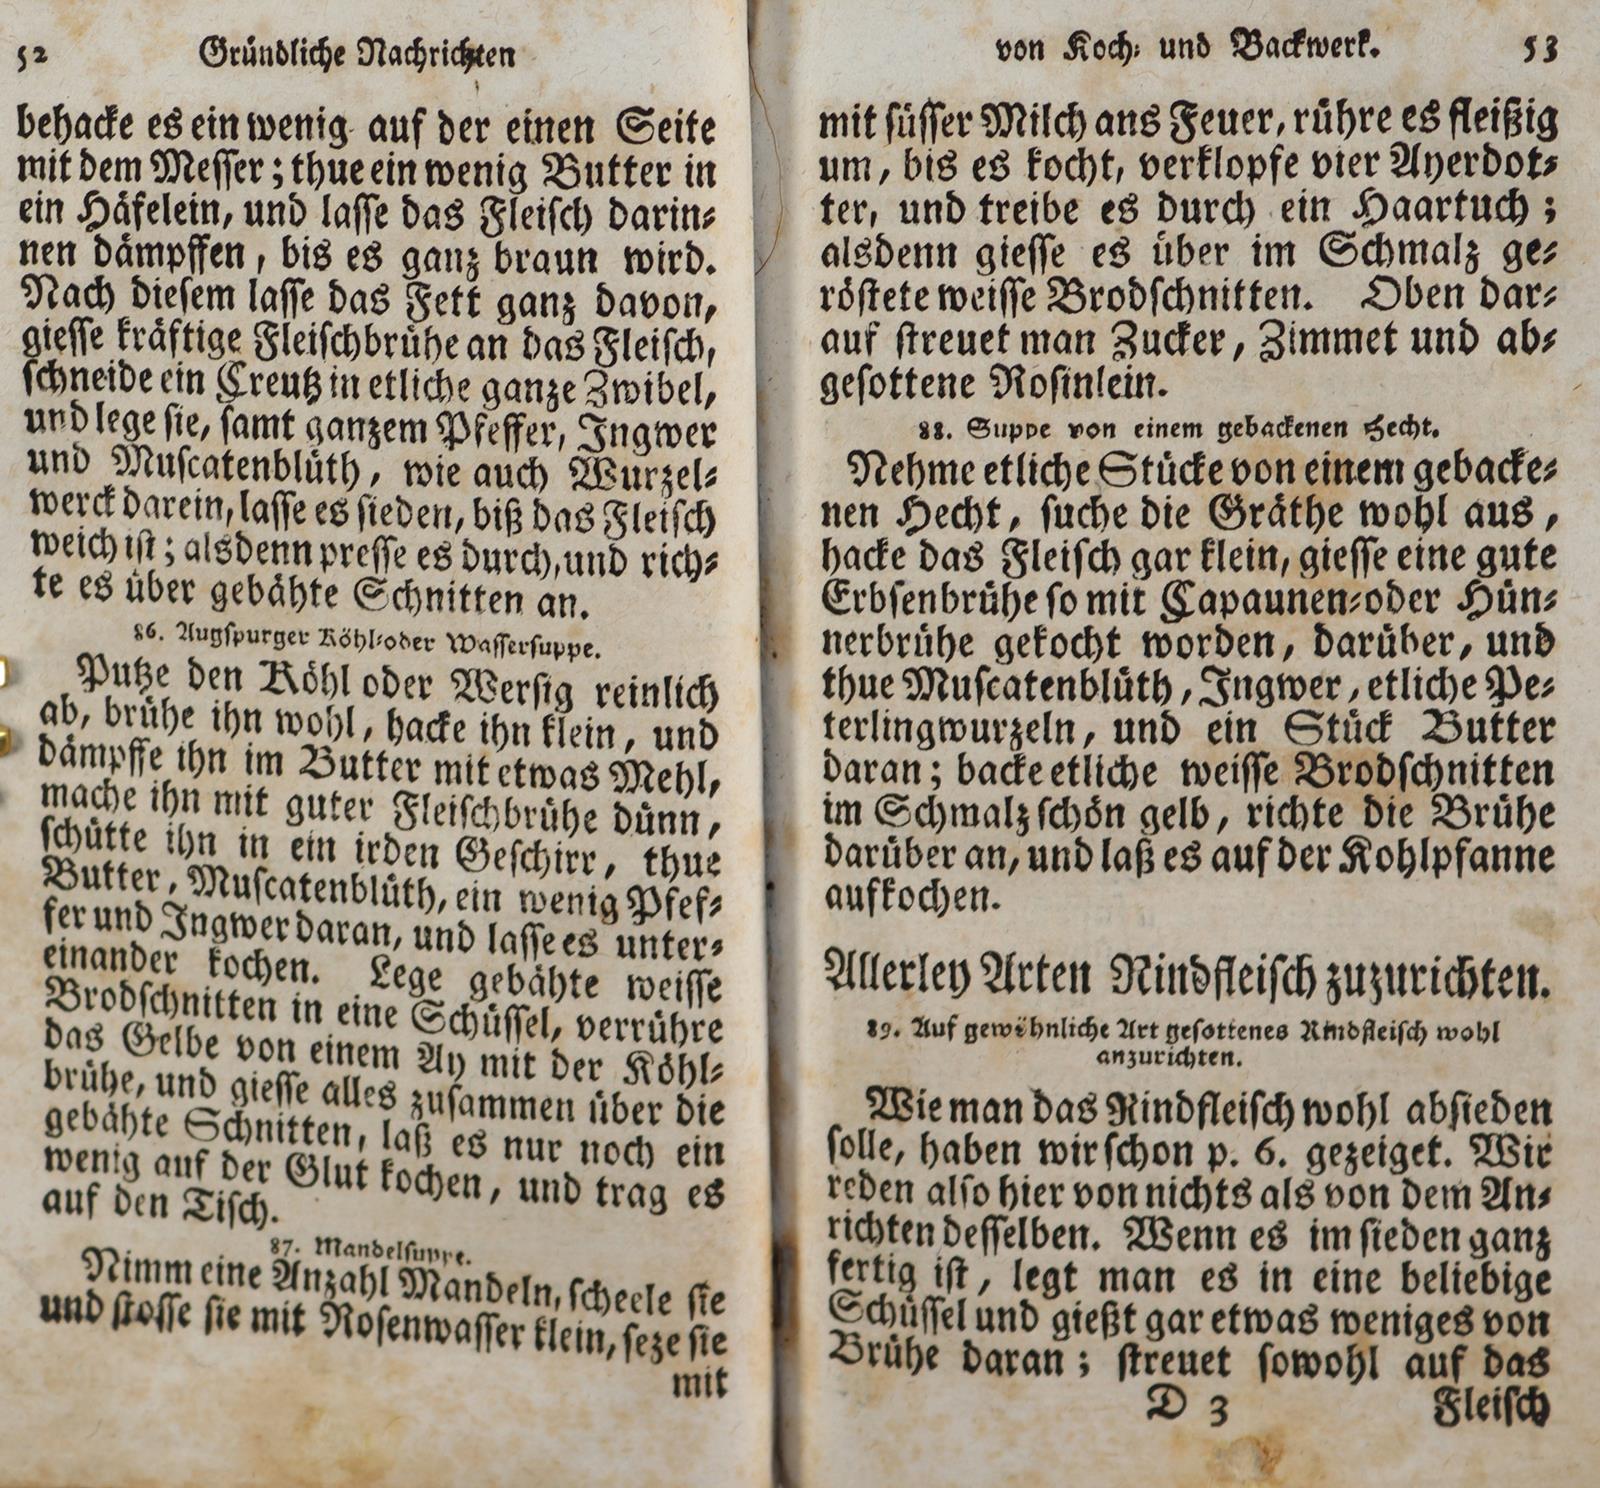 52 Gründliche Nachrichten
behacke es ein wenig auf der einen Seite
mit dem Messer; thue ein wenig Butter in
ein Häfelein, und lasse das Fleisch darin⸗
nen dämpffen, bis es ganz braun wird.
Nach diesem lasse das Fett ganz davon,
giesse kräftige Fleischbrühe an das Fleisch,
schneide ein Creutz in etliche ganze Zwibel,
und lege sie, samt ganzem Pfeffer, Ingwer
und Muscatenblüth, wie auch Wurzel⸗
werck darein, lasse es sieden, biß das Fleisch
weich ist; alsdenn presse es durch, und rich⸗
te es über gebähte Schnitten an.
86. Augspurger Köhl⸗oder Wassersuppe.
Putze den Köhl oder Wersig reinlich
ab, brühe ihn wohl, hacke ihn klein, und
dämpffe ihn im Butter mit etwas Mehl,
mache ihn mit guter Fleischbrühe dünn,
schütte ihn in ein irden Geschirr, thue
Butter, Muscatenblüth, ein wenig Pfef⸗
fer und Ingwer daran, und lasse es unter⸗
einander kochen. Lege gebähte weisse
Brodschnitten in eine Schüssel, verrühre
das Gelbe von einem Ay mit der Köhl⸗
brühe, und giesse alles zusammen über die
gebähte Schnitten, laß es nur noch ein
wenig auf der Glut kochen, und trag es
auf den Tisch.
87. Mandelsuppe.
Nimm eine Anzahl Mandeln, scheele sie
und stosse sie mit Rosenwasser klein, seze sie
mit
von Koch⸗ und Backwerk. 53
mit süsser Milch ans Feuer, rühre es fleißig
um, bis es kocht, verklopfe vier Ayerdot⸗
ter, und treibe es durch ein Haartuch;
alsdenn giesse es über im Schmalz ge⸗
röstete weisse Brodschnitten. Oben dar⸗
auf streuet man Zucker, Zimmet und ab⸗
gesottene Rosinlein.
88. Suppe von einem gebackenen Hecht.
Nehme etliche Stücke von einem gebacke⸗
nen Hecht, suche die Gräthe wohl aus,
hacke das Fleisch gar klein, giesse eine gute
Erbsenbrühe so mit Capaunen⸗oder Hün⸗
nerbrühe gekocht worden, darüber, und
thue Muscatenblüth, Ingwer, etliche Pe⸗
terlingwurzeln, und ein Stück Butter
daran; backe etliche weisse Brodschnitten
im Schmalz schön gelb, richte die Brühe
darüber an, und laß es auf der Kohlpfanne
aufkochen.
Allerley Arten Rindfleisch zuzurichten.
89. Auf gewöhnliche Art gesottenes Rindfleisch wohl
anzurichten.
Wie man das Rindfleisch wohl absieden
solle, haben wir schon p. 6. gezeiget. Wir
reden also hier von nichts als von dem An⸗
richten desselben. Wenn es im sieden ganz
fertig ist, legt man es in eine beliebige
Schüssel und gießt gar etwas weniges von
Brühe daran; streuet sowohl auf das
D 3 Fleisch